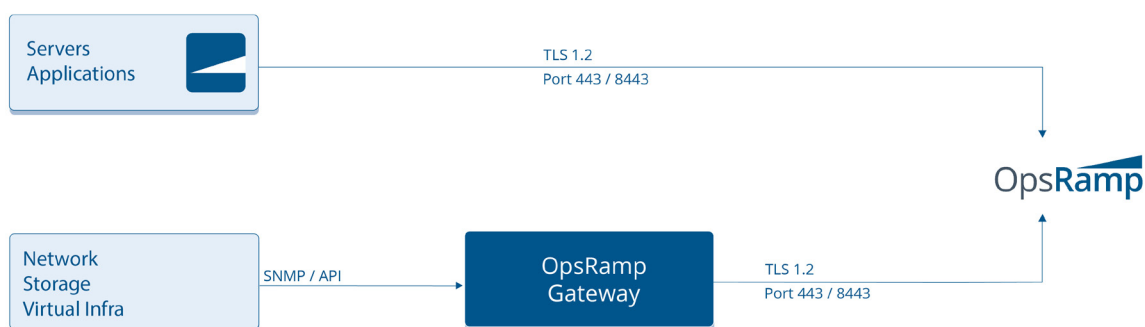 Servers
Applications
TLS 1.2
Port 443 / 8443
OpsRamp
Network
Storage
Virtual Infra
SNMP / API
OpsRamp
Gateway
TLS 1.2
Port 443 / 8443